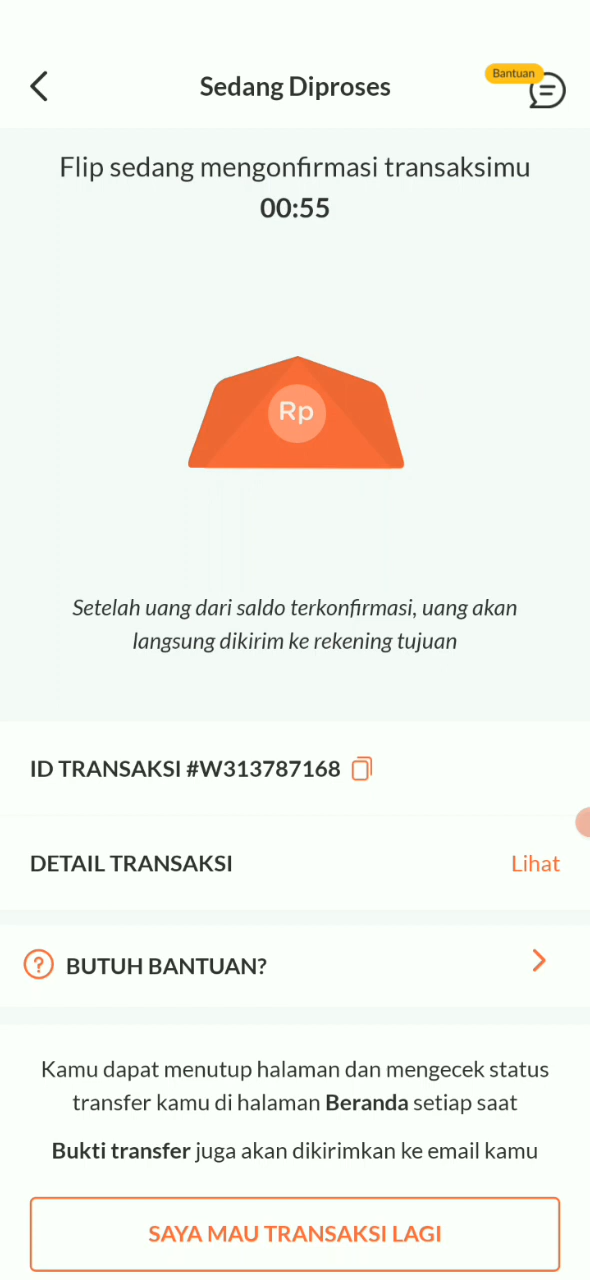 Sedang Diproses
Bantuan
Flip sedang mengonfirmasi transaksimu
00:55
Rp
Setelah uang dari saldo terkonfirmasi, uang akan
langsung dikirim ke rekening tujuan
ID TRANSAKSI #W313787168
DETAIL TRANSAKSI
Lihat
BUTUH BANTUAN?
Kamu dapat menutup halaman dan mengecek status
transfer kamu di halaman Beranda setiap saat
Bukti transfer juga akan dikirimkan ke email kamu
SAYA MAU TRANSAKSI LAGI